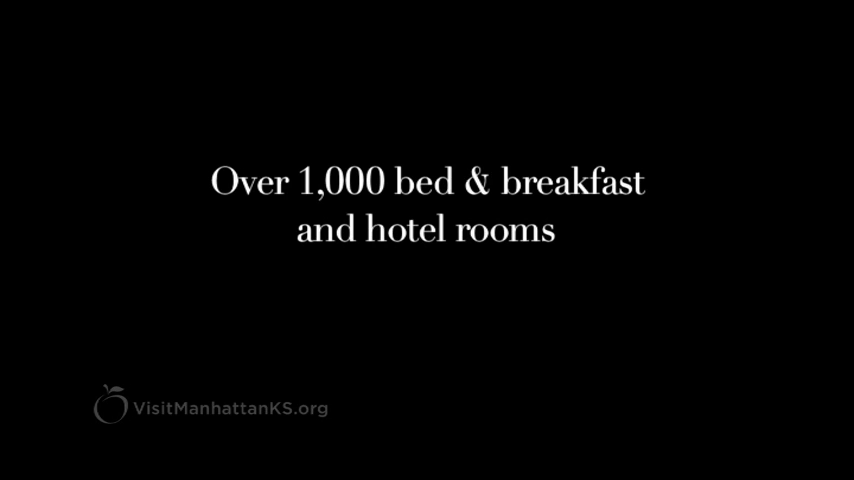 Over 1,000 bed & breakfast
and hotel rooms
VisitManhattanKS.org